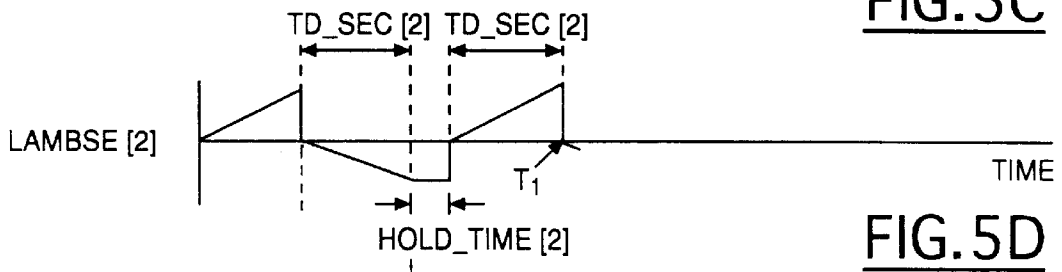 FIG.5C
TD_SEC [2] TD_SEC [2]
LAMBSE [2]
T1
TIME
HOLD_TIME [2]
FIG.5D